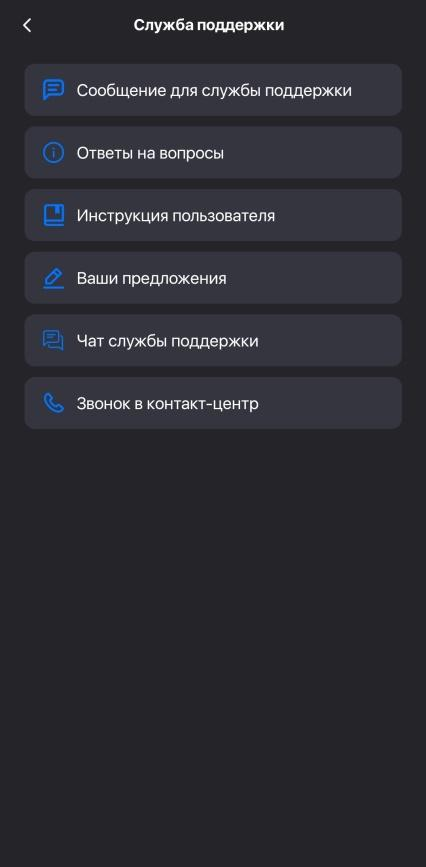 Служба поддержки
Сообщение для службы поддержки
Ответы на вопросы
Инструкция пользователя
Ваши предложения
Чат службы поддержки
Звонок в контакт-центр